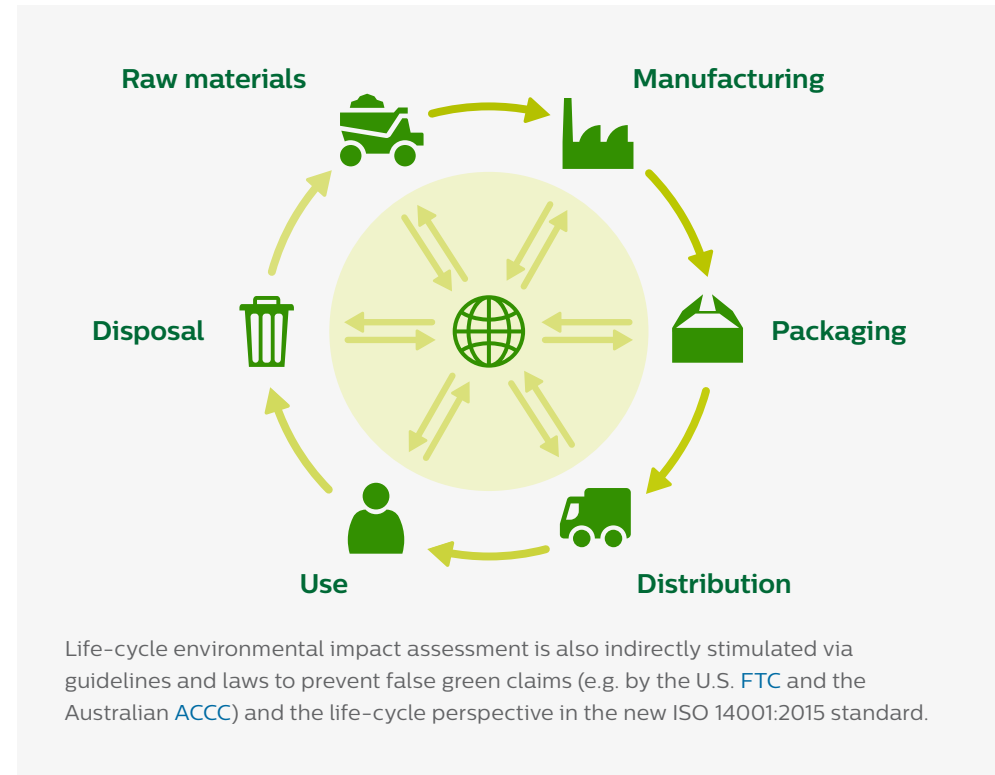 Raw materials
Manufacturing
Disposal
Packaging
Use
Distribution
Life-cycle environmental impact assessment is also indirectly stimulated via
guidelines and laws to prevent false green claims (e.g. by the U.S. FTC and the
Australian ACCC) and the life-cycle perspective in the new ISO 14001:2015 standard.